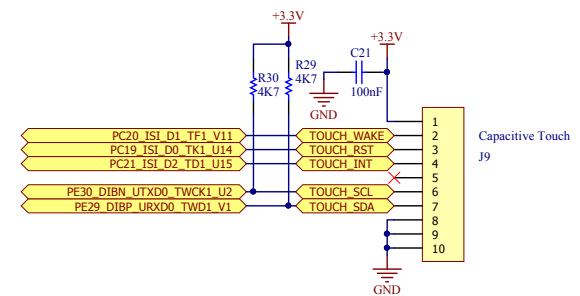 +3.3V
+3.3V
C21
R29
R30
4K7
4K7
100nF
GND
1
PC20_ISI_D1_TF1_V11 TOUCH_WAKE 2 Capacitive Touch
PC19_ISI_D0_TK1_U14 TOUCH_RST 3
J9
PC21_ISI_D2_TD1_U15 TOUCH_INT 4
5
PE30_DIBN_UTXD0_TWCK1_U2 TOUCH_SCL 6
PE29_DIBP_URXD0_TWD1_V1 TOUCH_SDA 7
8
9
10
GND